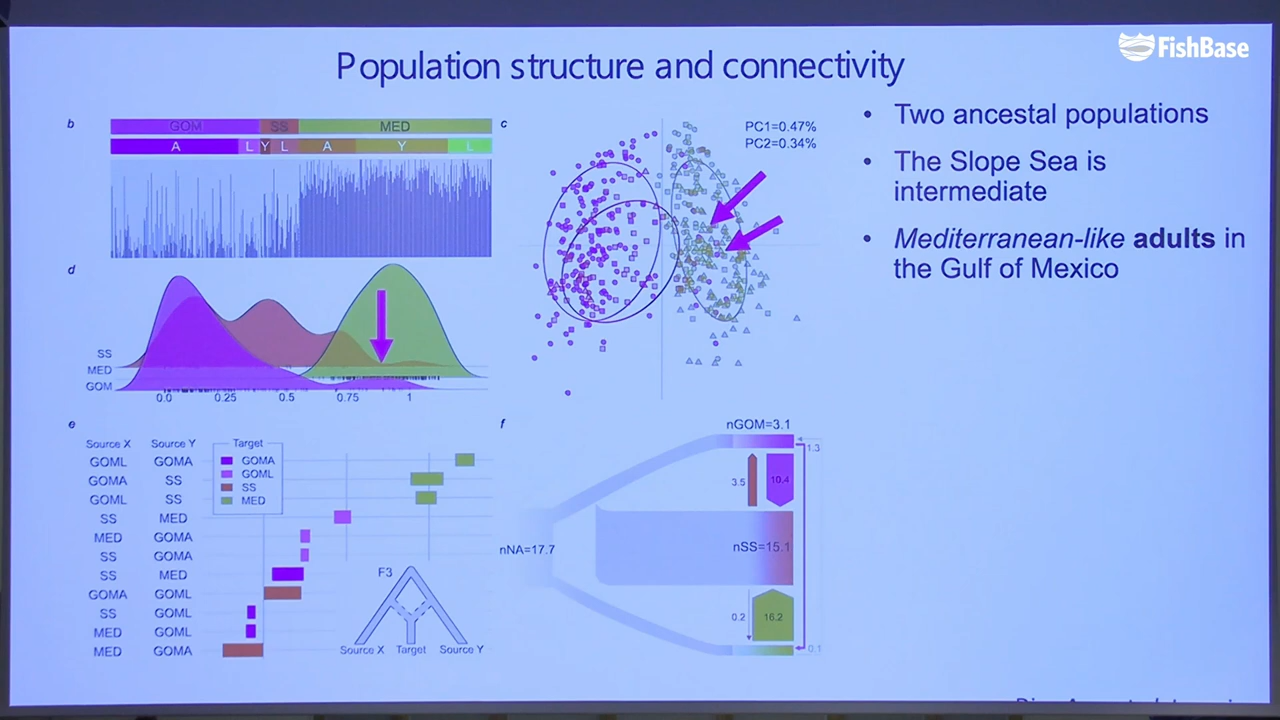 FishBase
Population structure and connectivity
b
GOM SS MED
A L Y L A Y L
c
PC1=0.47%
PC2=0.34%
• Two ancestal populations
• The Slope Sea is
intermediate
• Mediterranean-like adults in
the Gulf of Mexico
d
SS
MED
GOM
0.0 0.25 0.5 0.75 1
e
Source X Source Y Target
GOMA
GOML
SS
MED
GOML GOMA
GOMA SS
GOML SS
SS MED
MED GOMA
SS GOMA
SS MED
GOMA GOML
SS GOML
MED GOML
MED GOMA
F3
Source X Target Source Y
f
nGOM=3.1
1.3
3.5
10.4
nNA=17.7
nSS=15.1
0.2
16.2
0.1